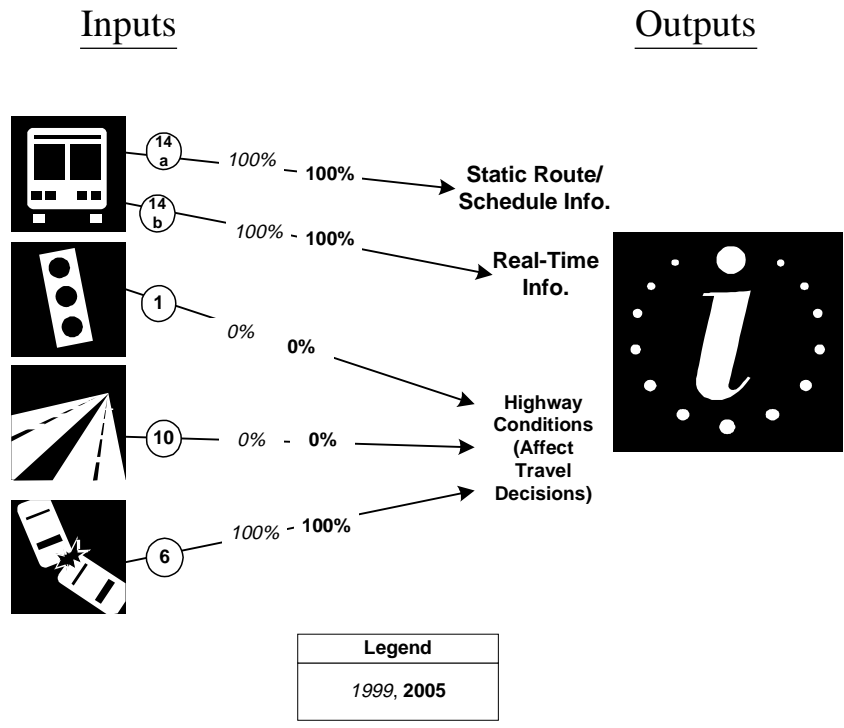 Inputs
Outputs
14
a
100%
100%
Static Route/
Schedule Info.
14
b
100%
100%
Real-Time
Info.
1
0%
0%
Highway
Conditions
(Affect
Travel
Decisions)
10
0%
0%
6
100%
100%
i
Legend
1999, 2005